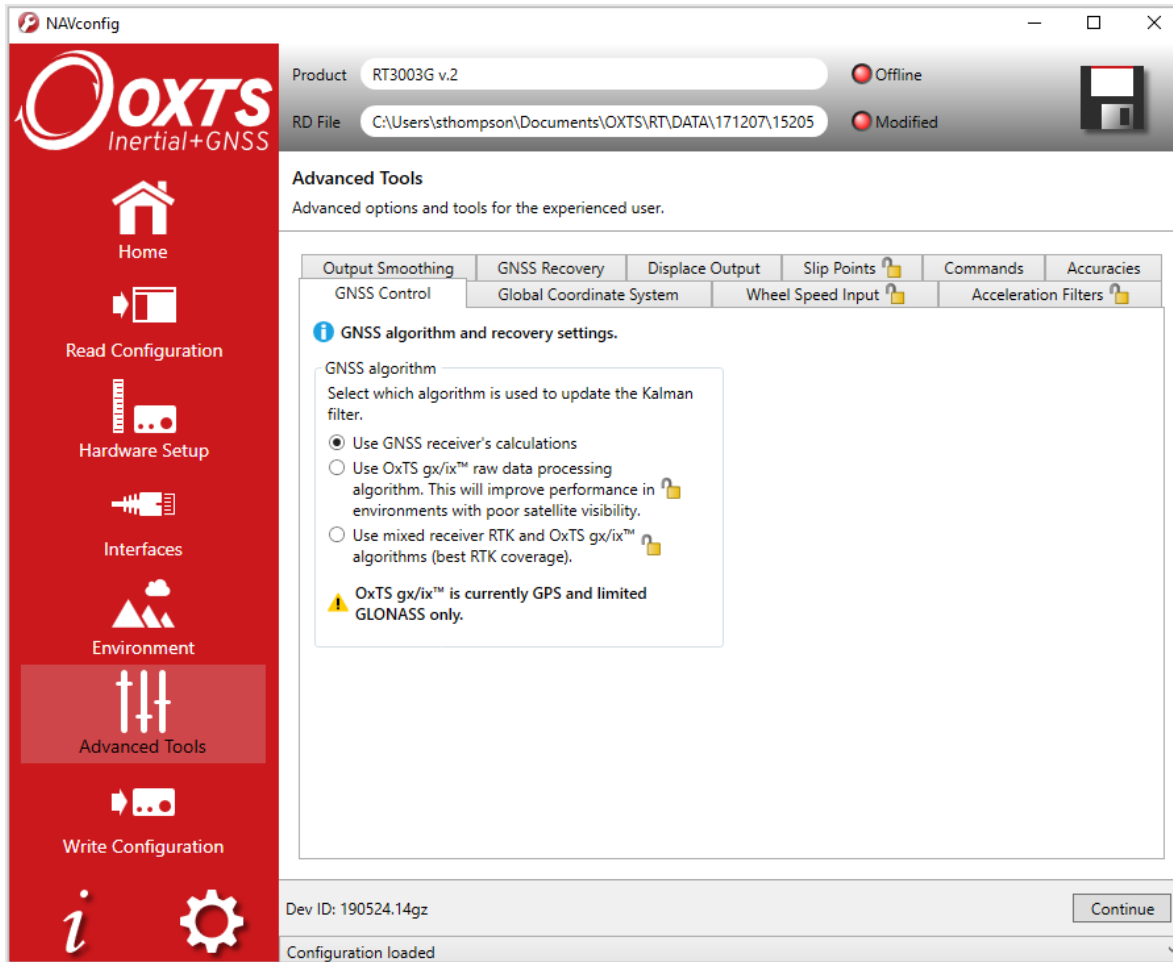 NAVconfig
OXTS
Inertial+GNSS
Product RT3003G v.2 Offline
RD File C:\Users\sthompson\Documents\OXTS\RT\DATA\171207\15205 Modified
Home
Read Configuration
Hardware Setup
Interfaces
Environment
Advanced Tools
Write Configuration
i
Advanced Tools
Advanced options and tools for the experienced user.
Output Smoothing GNSS Recovery Displace Output Slip Points Commands Accuracies
GNSS Control Global Coordinate System Wheel Speed Input Acceleration Filters
i GNSS algorithm and recovery settings.
GNSS algorithm
Select which algorithm is used to update the Kalman
filter.
Use GNSS receiver's calculations
Use OxTS gx/ix™ raw data processing
algorithm. This will improve performance in
environments with poor satellite visibility.
Use mixed receiver RTK and OxTS gx/ix™
algorithms (best RTK coverage).
OxTS gx/ix™ is currently GPS and limited
GLONASS only.
Dev ID: 190524.14gz Continue
Configuration loaded